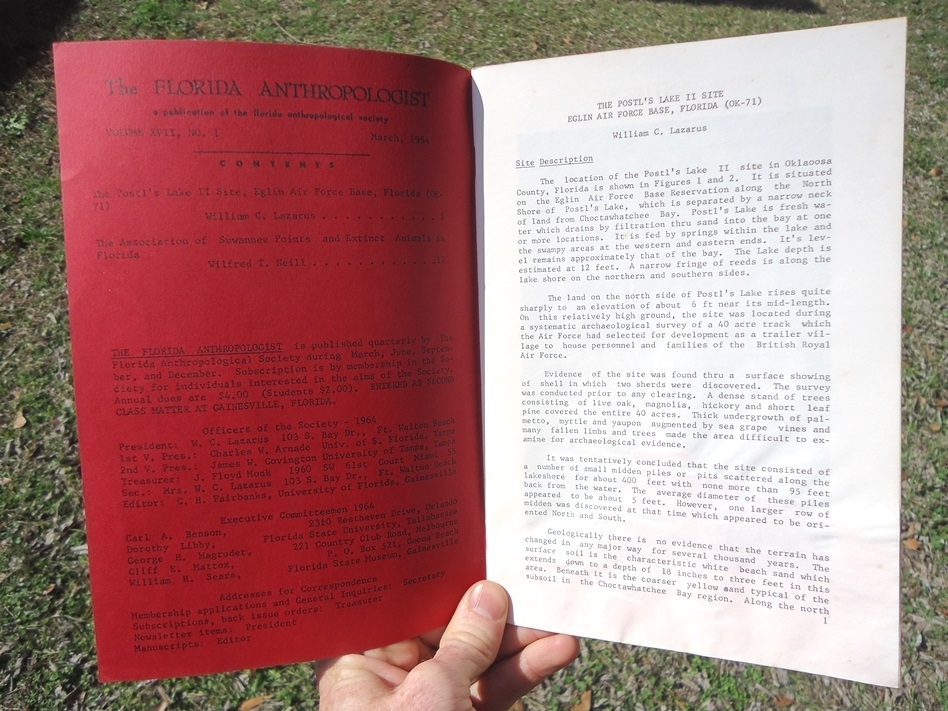 The FLORIDA ANTHROPOLOGIST
a publication of the florida anthropological society
VOLUME XVII, NO. 1 March, 1964
CONTENTS
The Postl's Lake II Site, Eglin Air Force Base, Florida (OK-
71)
William C. Lazarus . . . . . . . . . . . . 1
The Association of Suwannee Points and Extinct Animals in
Florida
Wilfred T. Neill . . . . . . . . . . . . . 17
THE FLORIDA ANTHROPOLOGIST is published quarterly by The
Florida Anthropological Society during March, June, Septem-
ber, and December. Subscription is by membership in the So-
ciety for individuals interested in the aims of the Society.
Annual dues are $4.00 (Students $2.00). ENTERED AS SECOND
CLASS MATTER AT GAINESVILLE, FLORIDA.
Officers of the Society - 1964
President: W. C. Lazarus 103 S. Bay Dr., Ft. Walton Beach
1st V. Pres.: Charles W. Arnade Univ. of S. Florida, Tampa
2nd V. Pres.: James W. Covington University of Tampa, Tampa
Treasurer: J. Floyd Monk 1960 SW 61st Court Miami 55
Sec.: Mrs. W. C. Lazarus 103 S. Bay Dr., Ft. Walton Beach
Editor: C. H. Fairbanks, University of Florida, Gainesville
Executive Committeemen 1964
Carl A. Benson, 2310 Resthaven Drive, Orlando
Dorothy Libby, Florida State University, Tallahassee
George H. Magruder, 221 Country Club Road, Melbourne
Cliff E. Mattox, P. O. Box 521, Cocoa Beach
William H. Sears, Florida State Museum, Gainesville
Addresses for Correspondence
Membership applications and General Inquiries: Secretary
Subscriptions, back issue orders: Treasurer
Newsletter items: President
Manuscripts: Editor
THE POSTL'S LAKE II SITE
EGLIN AIR FORCE BASE, FLORIDA (OK-71)
William C. Lazarus
Site Description
The location of the Postl's Lake II site in Oklaoosa
County, Florida is shown in Figures 1 and 2. It is situated
on the Eglin Air Force Base Reservation along the North
Shore of Postl's Lake, which is separated by a narrow neck
of land from Choctawhatchee Bay. Postl's Lake is fresh wa-
ter which drains by filtration thru sand into the bay at one
or more locations. It is fed by springs within the lake and
the swampy areas at the western and eastern ends. It's lev-
el remains approximately that of the bay. The Lake depth is
estimated at 12 feet. A narrow fringe of reeds is along the
lake shore on the northern and southern sides.
The land on the north side of Postl's Lake rises quite
sharply to an elevation of about 6 ft near its mid-length.
On this relatively high ground, the site was located during
a systematic archaeological survey of a 40 acre track which
the Air Force had selected for development as a trailer vil-
lage to house personnel and families of the British Royal
Air Force.
Evidence of the site was found thru a surface showing
of shell in which two sherds were discovered. The survey
was conducted prior to any clearing. A dense stand of trees
consisting of live oak, magnolia, hickory and short leaf
pine covered the entire 40 acres. Thick undergrowth of pal-
metto, myrtle and yaupon augmented by sea grape vines and
many fallen limbs and trees made the area difficult to ex-
amine for archaeological evidence.
It was tentatively concluded that the site consisted of
a number of small midden piles or pits scattered along the
lakeshore for about 400 feet with none more than 95 feet
back from the water. The average diameter of these piles
appeared to be about 5 feet. However, one larger row of
midden was discovered at that time which appeared to be ori-
ented North and South.
Geologically there is no evidence that the terrain has
changed in any major way for several thousand years. The
surface soil is the characteristic white beach sand which
extends down to a depth of 18 inches to three feet in this
area. Beneath it is the coarser yellow sand typical of the
subsoil in the Choctawhatchee Bay region. Along the north
1